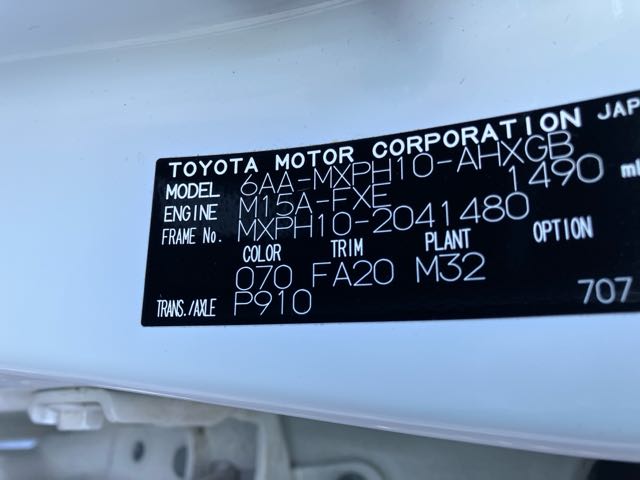 TOYOTA MOTOR CORPORATION JAP
MODEL 6AA-MXPH10-AHXGB
ENGINE M15A-FXE 1490 ml
FRAME No. MXPH10-2041480
COLOR TRIM PLANT OPTION
070 FA20 M32
TRANS./AXLE P910 707